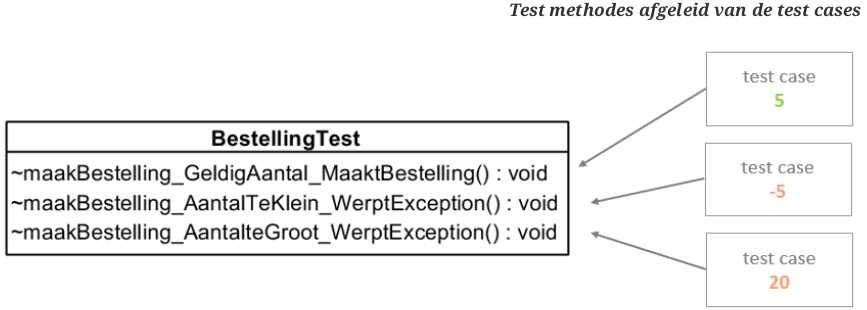 Test methodes afgeleid van de test cases
test case
5
BestellingTest
~maakBestelling_GeldigAantal_MaaktBestelling() : void
~maakBestelling_AantalTeKlein_WerptException() : void
~maakBestelling_AantalteGroot_WerptException() : void
test case
-5
test case
20